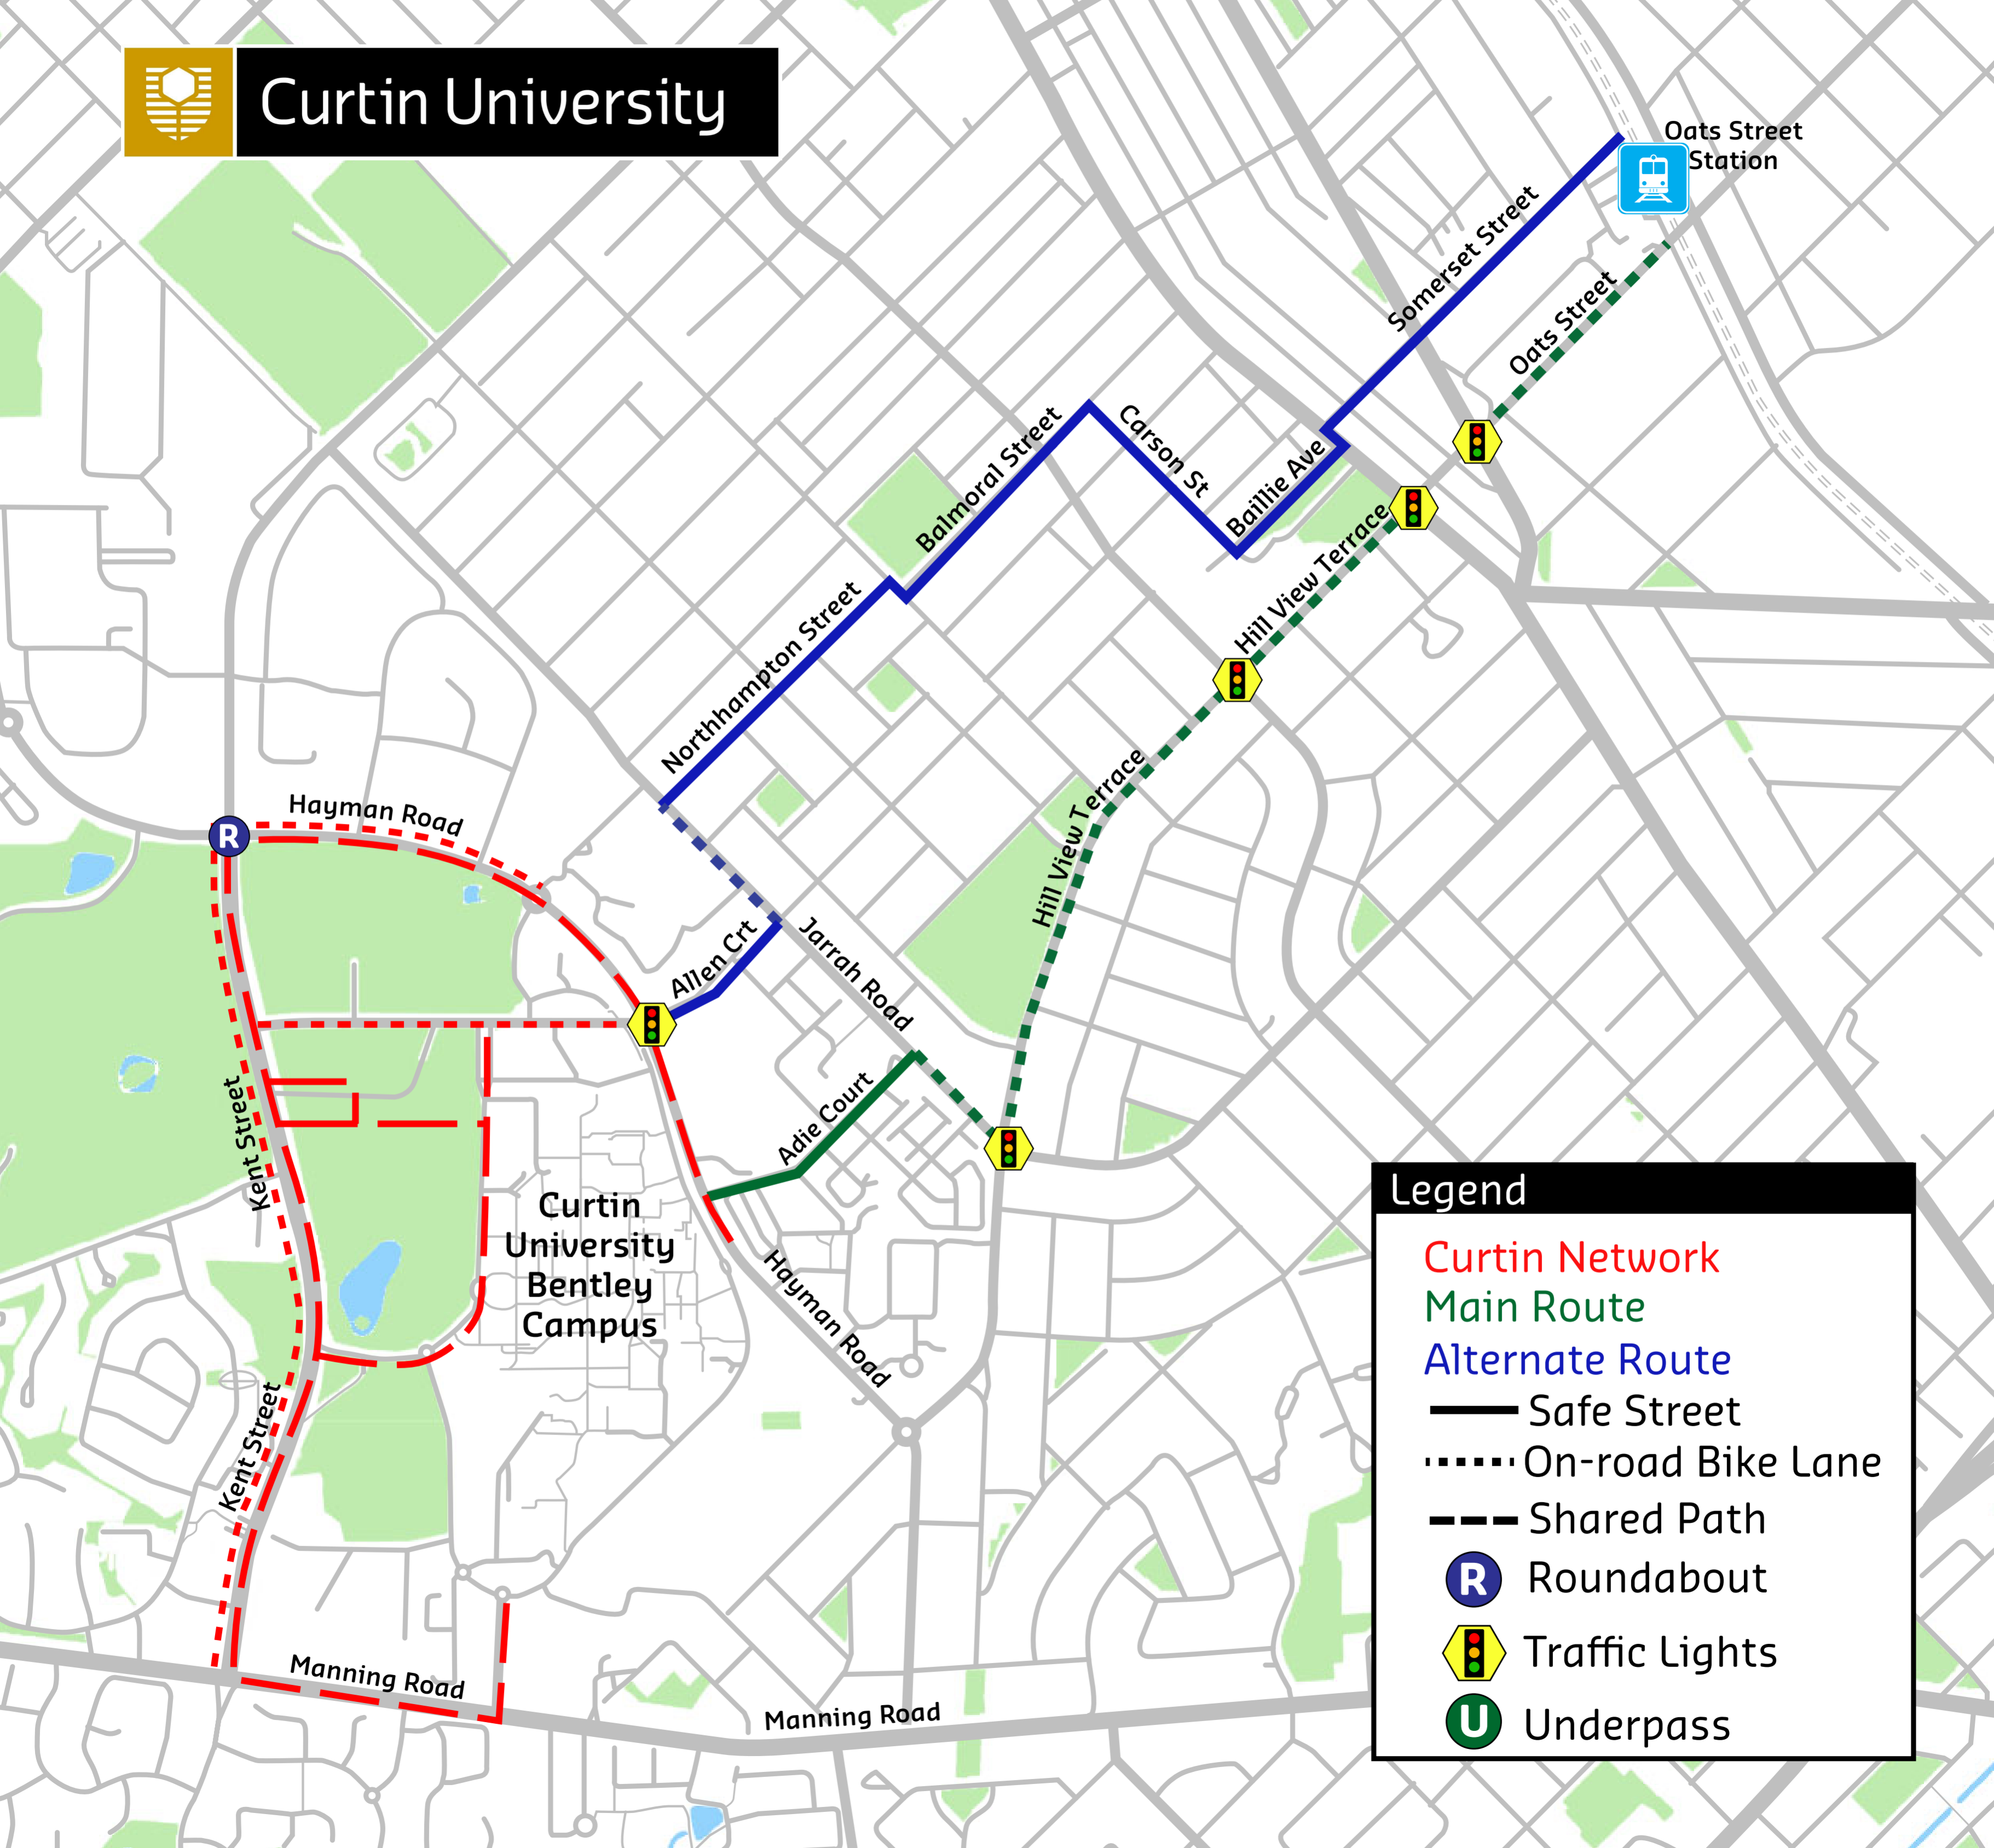 Curtin University
Oats Street
Station
Somerset Street
Oats Street
Carson St
Balmoral Street
Baillie Ave
Hill View Terrace
Northhampton Street
Hill View Terrace
Hayman Road
R
Allen Crt
Jarrah Road
Adie Court
Kent Street
Curtin
University
Bentley
Campus
Hayman Road
Kent Street
Manning Road
Manning Road
Legend
Curtin Network
Main Route
Alternate Route
Safe Street
On-road Bike Lane
Shared Path
R Roundabout
Traffic Lights
U Underpass